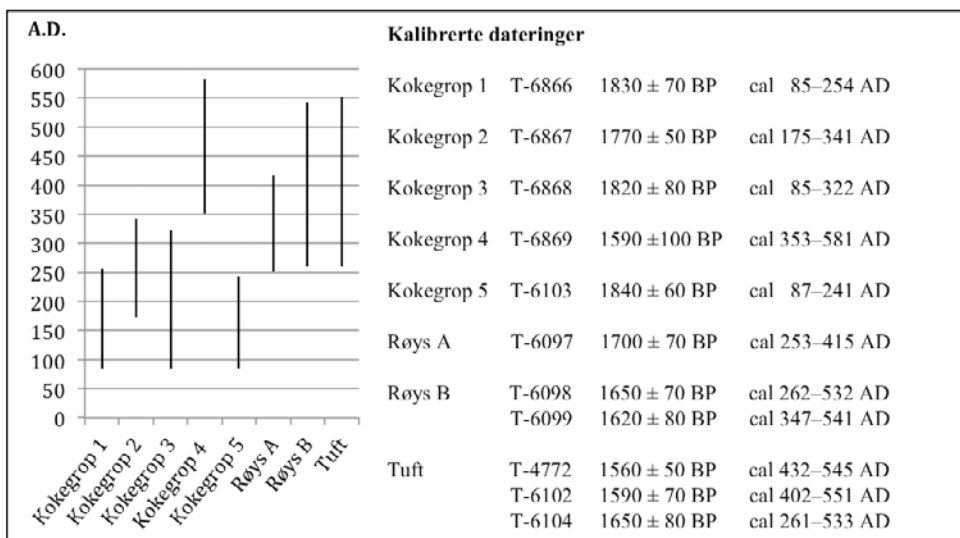 A.D.
600
550
500
450
400
350
300
250
200
150
100
50
0
Kokegrop 1
Kokegrop 2
Kokegrop 3
Kokegrop 4
Kokegrop 5
Røys A
Røys B
Tuft
Kalibrerte dateringer
Kokegrop 1 T-6866 1830 ± 70 BP cal 85–254 AD
Kokegrop 2 T-6867 1770 ± 50 BP cal 175–341 AD
Kokegrop 3 T-6868 1820 ± 80 BP cal 85–322 AD
Kokegrop 4 T-6869 1590 ±100 BP cal 353–581 AD
Kokegrop 5 T-6103 1840 ± 60 BP cal 87–241 AD
Røys A T-6097 1700 ± 70 BP cal 253–415 AD
Røys B T-6098 1650 ± 70 BP cal 262–532 AD
T-6099 1620 ± 80 BP cal 347–541 AD
Tuft T-4772 1560 ± 50 BP cal 432–545 AD
T-6102 1590 ± 70 BP cal 402–551 AD
T-6104 1650 ± 80 BP cal 261–533 AD